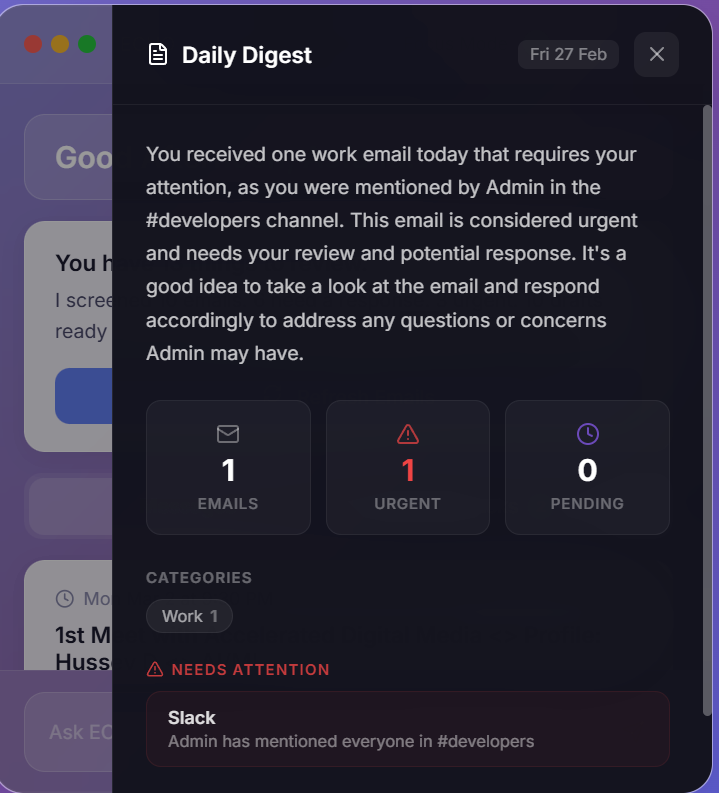 Daily Digest
Fri 27 Feb
You received one work email today that requires your
attention, as you were mentioned by Admin in the
#developers channel. This email is considered urgent
and needs your review and potential response. It's a
good idea to take a look at the email and respond
accordingly to address any questions or concerns
Admin may have.
1
EMAILS
1
URGENT
0
PENDING
CATEGORIES
Work 1
NEEDS ATTENTION
Slack
Admin has mentioned everyone in #developers
Goo
You h
I scree
ready
Mo
1st M
Husse
Ask EC